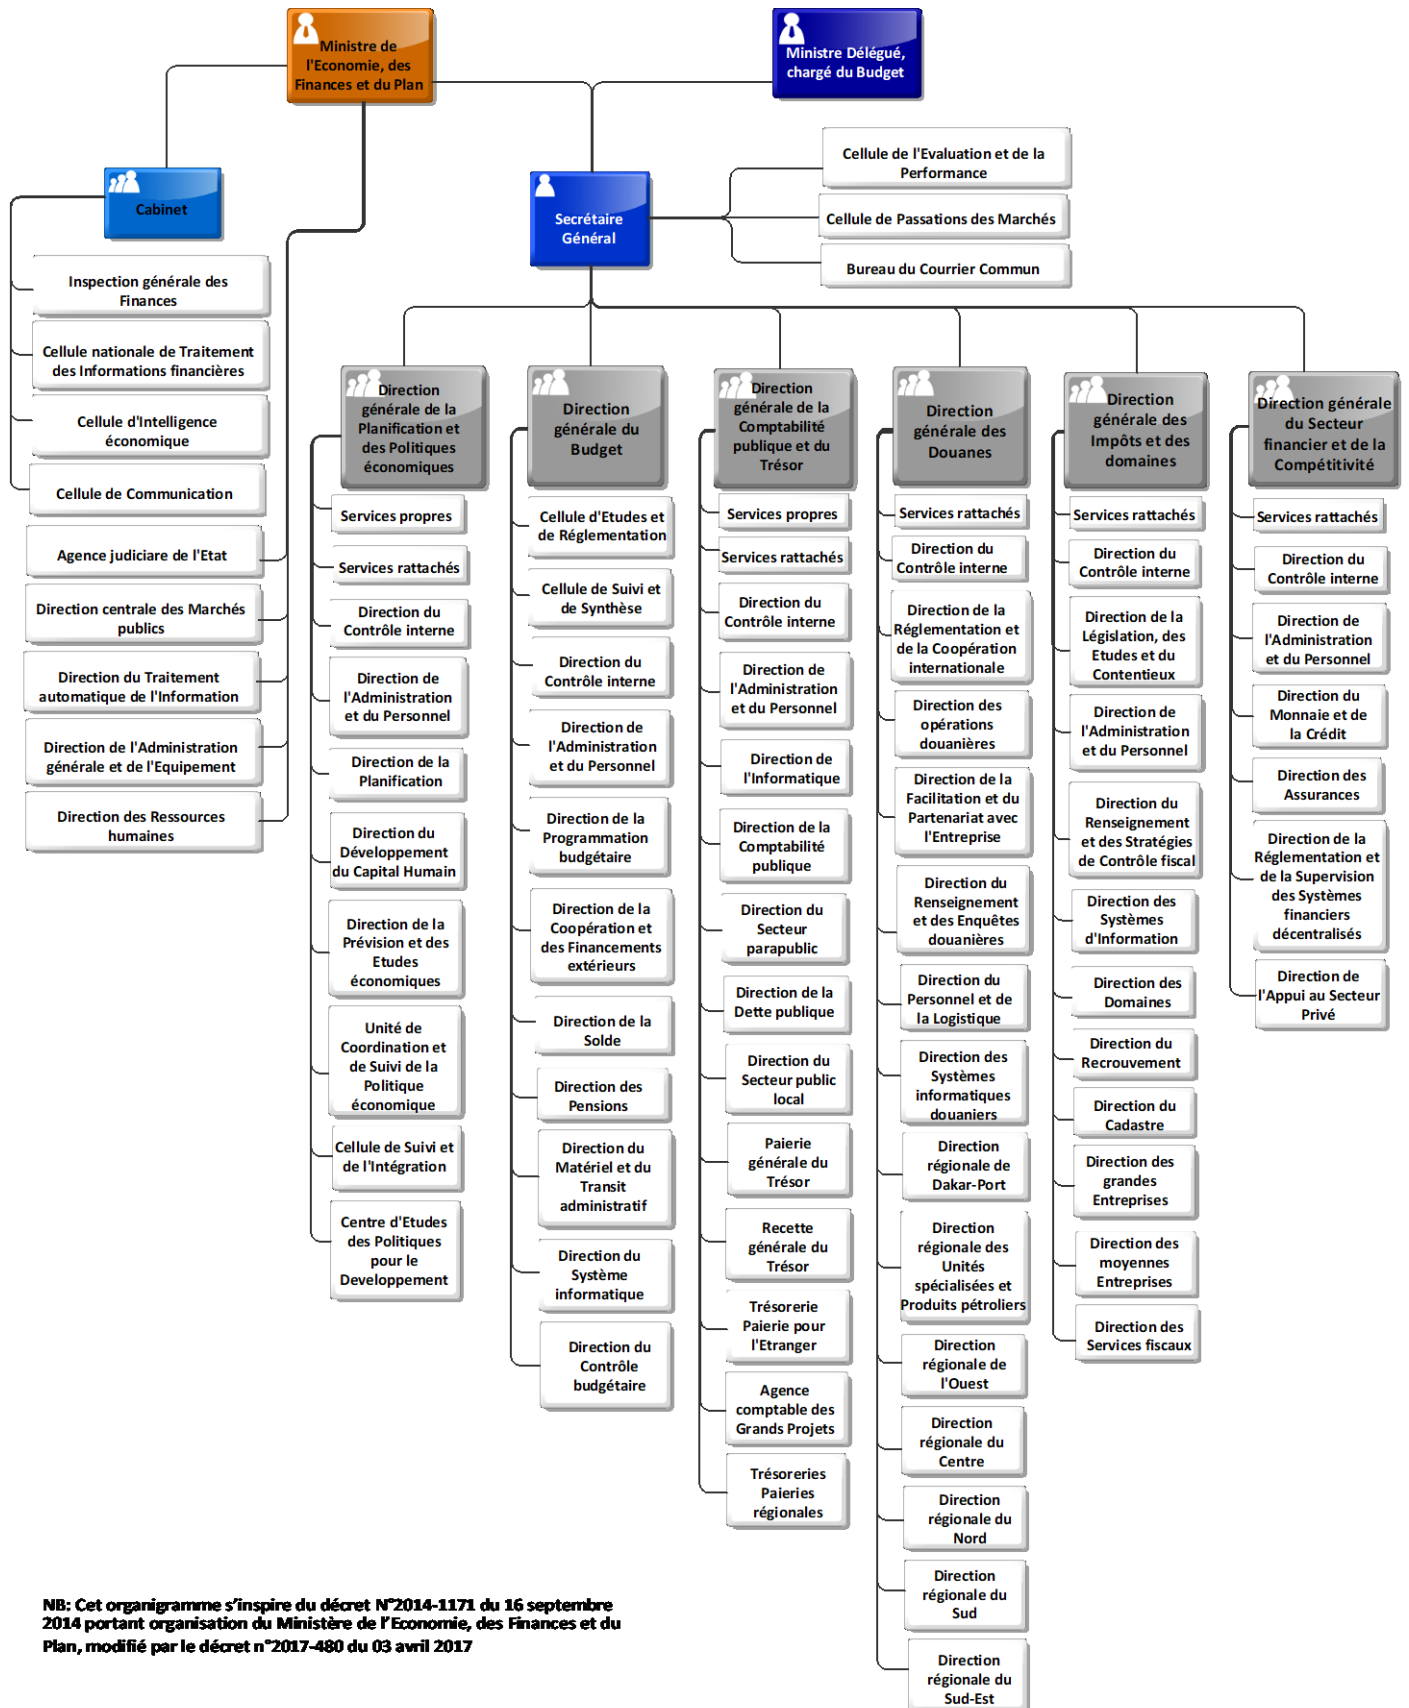 Ministre de
l'Economie, des
Finances et du Plan
Ministre Délégué,
chargé du Budget
Cabinet
Secrétaire
Général
Cellule de l'Evaluation et de la
Performance
Cellule de Passations des Marchés
Bureau du Courrier Commun
Inspection générale des
Finances
Cellule nationale de Traitement
des Informations financières
Cellule d'Intelligence
économique
Cellule de Communication
Agence judiciare de l'Etat
Direction centrale des Marchés
publics
Direction du Traitement
automatique de l'Information
Direction de l'Administration
générale et de l'Equipement
Direction des Ressources
humaines
Direction
générale de la
Planification et
des Politiques
économiques
Services propres
Services rattachés
Direction du
Contrôle interne
Direction de
l'Administration
et du Personnel
Direction de la
Planification
Direction du
Développement
du Capital Humain
Direction de la
Prévision et des
Etudes
économiques
Unité de
Coordination et
de Suivi de la
Politique
économique
Cellule de Suivi et
de l'Intégration
Centre d'Etudes
des Politiques
pour le
Developpement
Direction
générale du
Budget
Cellule d'Etudes et
de Réglementation
Cellule de Suivi et
de Synthèse
Direction du
Contrôle interne
Direction de
l'Administration
et du Personnel
Direction de la
Programmation
budgétaire
Direction de la
Coopération et
des Financements
extérieurs
Direction de la
Solde
Direction des
Pensions
Direction du
Matériel et du
Transit
administratif
Direction du
Système
informatique
Direction du
Contrôle
budgétaire
Direction
générale de la
Comptabilité
publique et du
Trésor
Services propres
Services rattachés
Direction du
Contrôle interne
Direction de
l'Administration
et du Personnel
Direction de
l'Informatique
Direction de la
Comptabilité
publique
Direction du
Secteur
parapublic
Direction de la
Dette publique
Direction du
Secteur public
local
Paierie
générale du
Trésor
Recette
générale du
Trésor
Trésorerie
Paierie pour
l'Etranger
Agence
comptable des
Grands Projets
Trésoreries
Paieries
régionales
Direction
générale des
Douanes
Services rattachés
Direction du
Contrôle interne
Direction de la
Réglementation et
de la Coopération
internationale
Direction des
opérations
douanières
Direction de la
Facilitation et du
Partenariat avec
l'Entreprise
Direction du
Renseignement
et des Enquêtes
douanières
Direction du
Personnel et de
la Logistique
Direction des
Systèmes
informatiques
douaniers
Direction
régionale de
Dakar-Port
Direction
régionale des
Unités
spécialisées et
Produits pétroliers
Direction
régionale de
l'Ouest
Direction
régionale du
Centre
Direction
régionale du
Nord
Direction
régionale du
Sud
Direction
régionale du
Sud-Est
Direction
générale des
Impôts et des
domaines
Services rattachés
Direction du
Contrôle interne
Direction de la
Législation, des
Etudes et du
Contentieux
Direction de
l'Administration
et du Personnel
Direction du
Renseignement
et des Stratégies
de Contrôle fiscal
Direction des
Systèmes
d'Information
Direction des
Domaines
Direction du
Recrouvement
Direction du
Cadastre
Direction des
grandes
Entreprises
Direction des
moyennes
Entreprises
Direction des
Services fiscaux
Direction générale
du Secteur
financier et de la
Compétitivité
Services rattachés
Direction du
Contrôle interne
Direction de
l'Administration
et du Personnel
Direction du
Monnaie et de
la Crédit
Direction des
Assurances
Direction de la
Réglementation et
de la Supervision
des Systèmes
financiers
décentralisés
Direction de
l'Appui au Secteur
Privé
NB: Cet organigramme s'inspire du décret N°2014-1171 du 16 septembre
2014 portant organisation du Ministère de l'Economie, des Finances et du
Plan, modifié par le décret n°2017-480 du 03 avril 2017